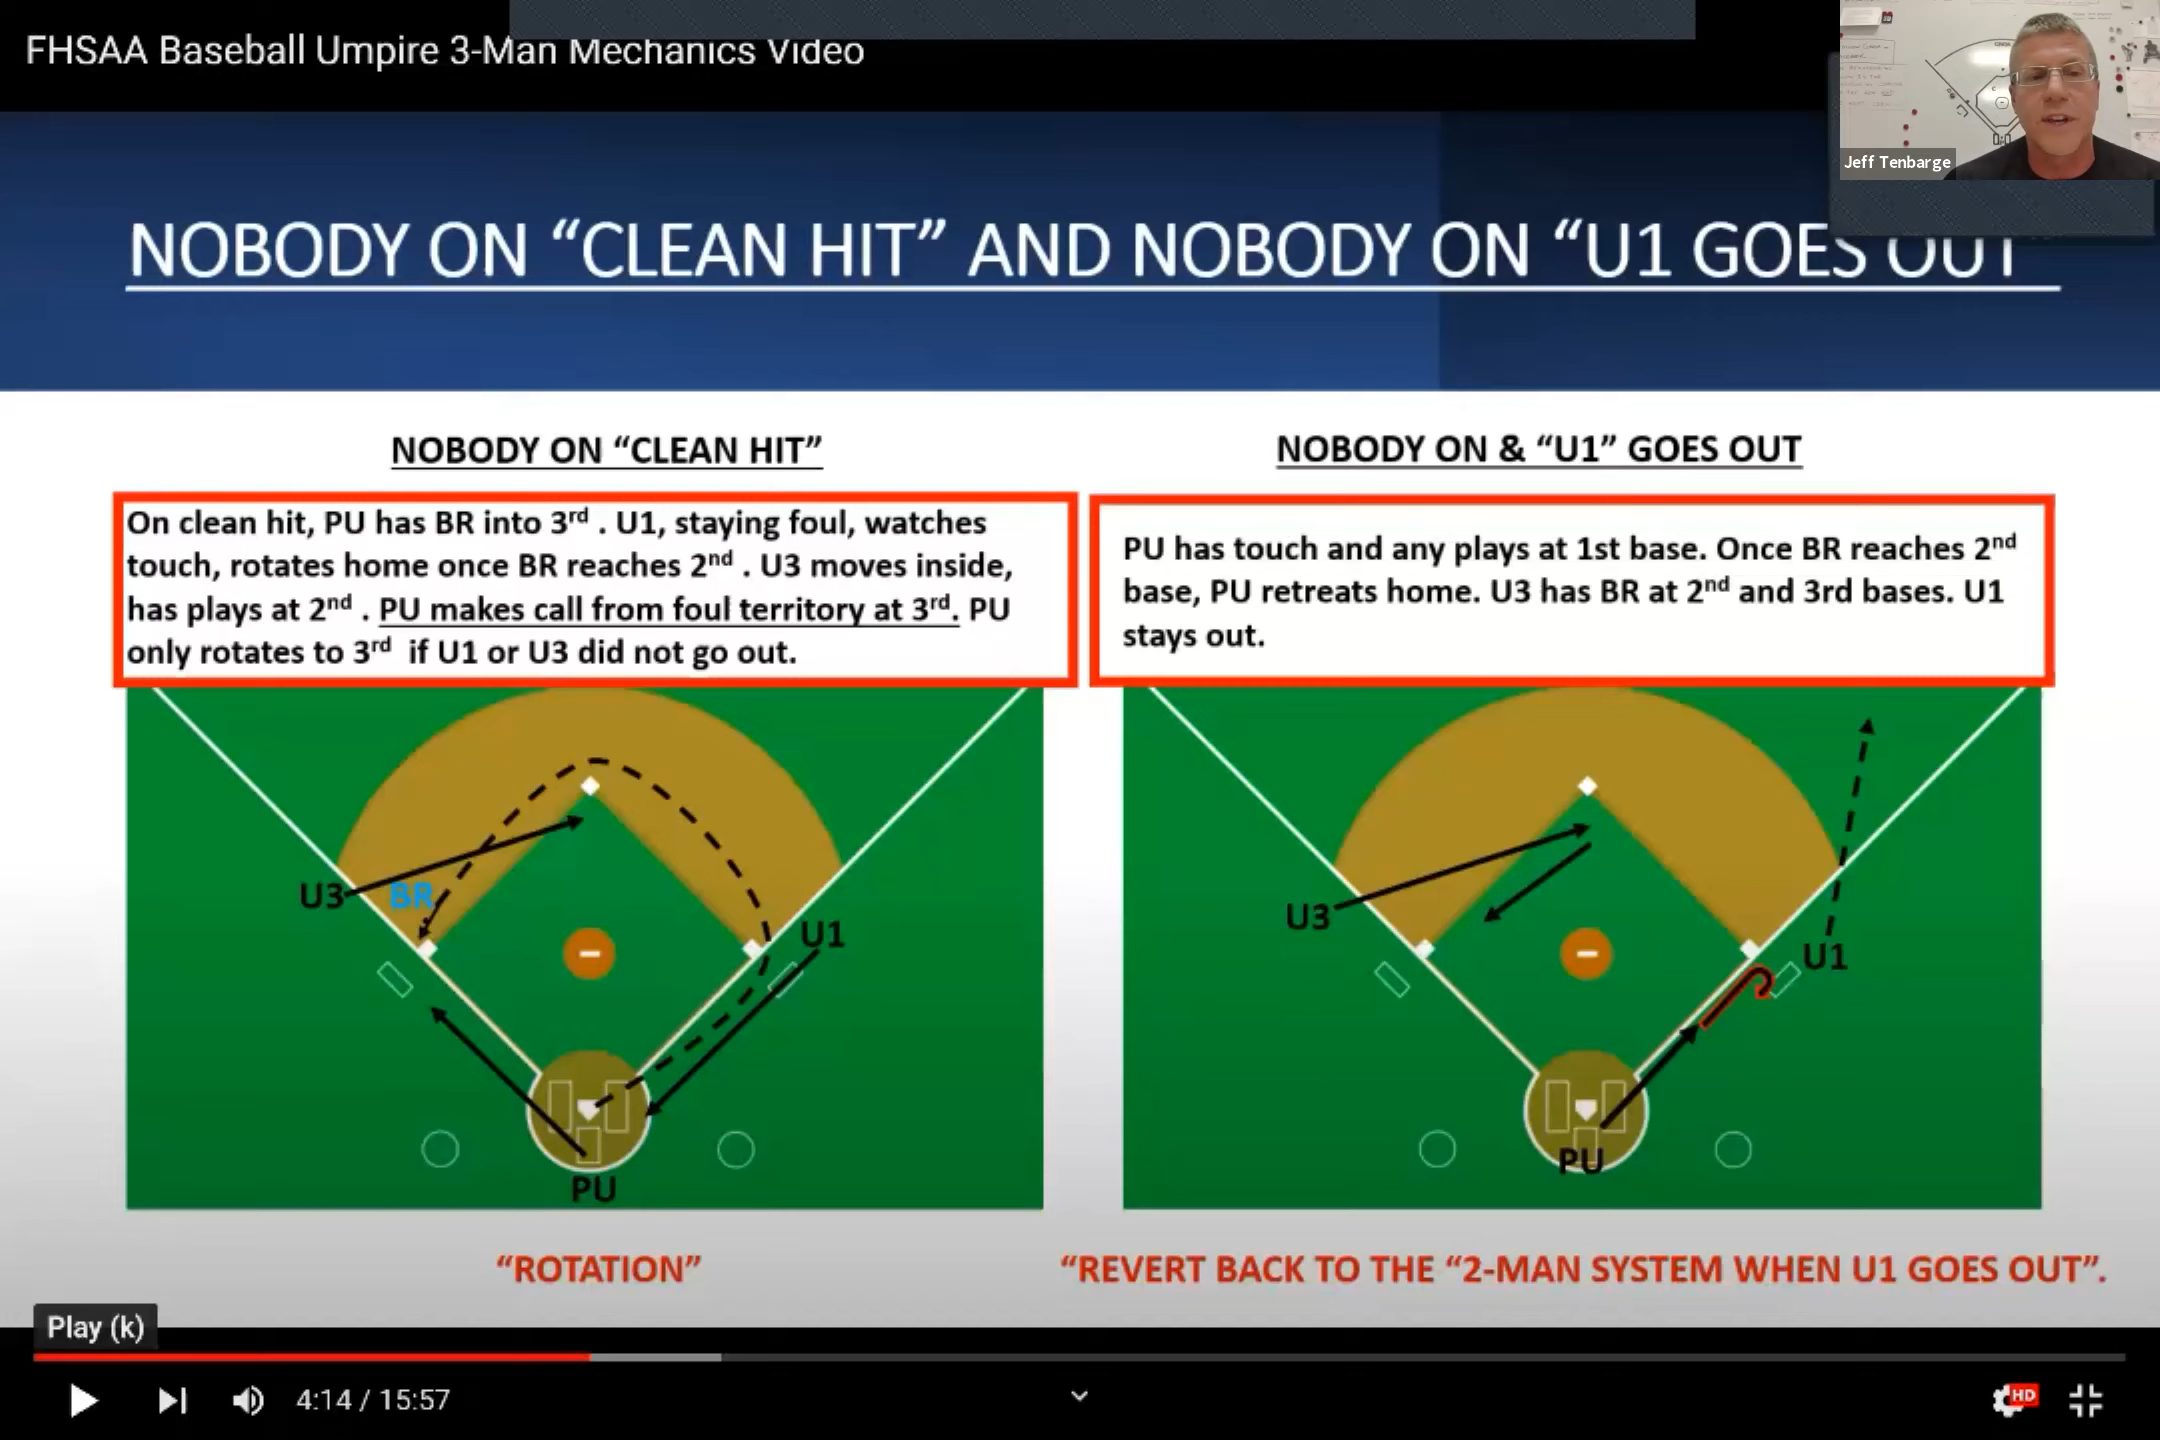 FHSAA Baseball Umpire 3-Man Mechanics Video
Jeff Tenbarge
NOBODY ON “CLEAN HIT” AND NOBODY ON “U1 GOES OUT
NOBODY ON “CLEAN HIT”
On clean hit, PU has BR into 3rd . U1, staying foul, watches
touch, rotates home once BR reaches 2nd . U3 moves inside,
has plays at 2nd . PU makes call from foul territory at 3rd. PU
only rotates to 3rd if U1 or U3 did not go out.
U3
BR
U1
PU
“ROTATION”
NOBODY ON & “U1” GOES OUT
PU has touch and any plays at 1st base. Once BR reaches 2nd
base, PU retreats home. U3 has BR at 2nd and 3rd bases. U1
stays out.
U3
U1
PU
“REVERT BACK TO THE “2-MAN SYSTEM WHEN U1 GOES OUT”.
Play (k)
4:14 / 15:57
HD